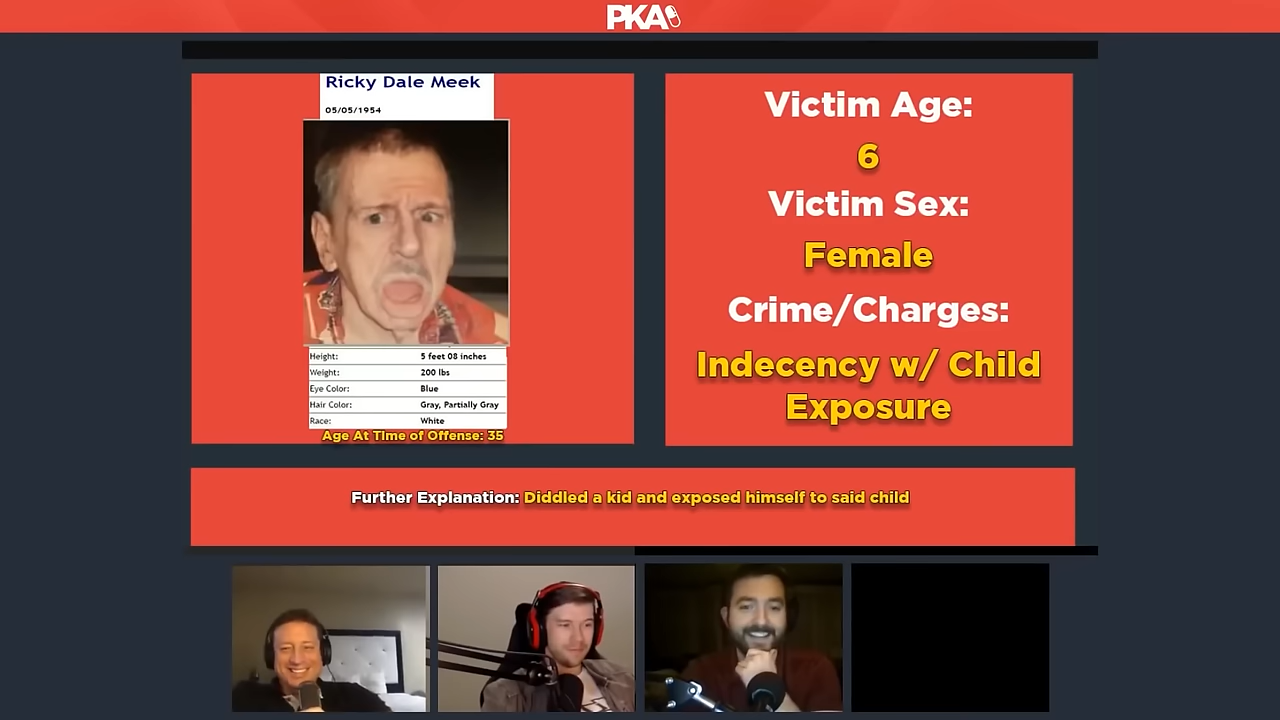 PKA
Ricky Dale Meek
05/05/1954
Height: 5 feet 08 inches
Weight: 200 lbs
Eye Color: Blue
Hair Color: Gray, Partially Gray
Race: White
Age At Time of Offense: 35
Victim Age:
6
Victim Sex:
Female
Crime/Charges:
Indecency w/ Child
Exposure
Further Explanation: Diddled a kid and exposed himself to said child